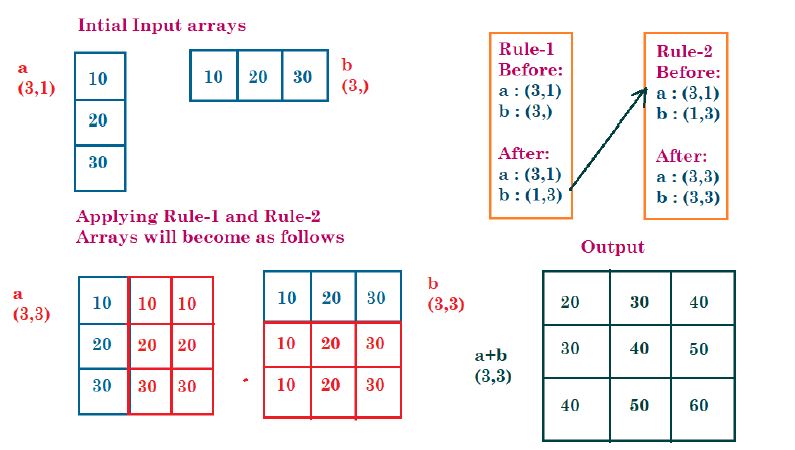 Intial Input arrays
a
(3,1)
10
20
30
10 20 30
b
(3,)
Rule-1
Before:
a : (3,1)
b : (3,)
After:
a : (3,1)
b : (1,3)
Rule-2
Before:
a : (3,1)
b : (1,3)
After:
a : (3,3)
b : (3,3)
Applying Rule-1 and Rule-2
Arrays will become as follows
a
(3,3)
10 10 10
20 20 20
30 30 30
10 20 30
10 20 30
10 20 30
b
(3,3)
Output
a+b
(3,3)
20 30 40
30 40 50
40 50 60